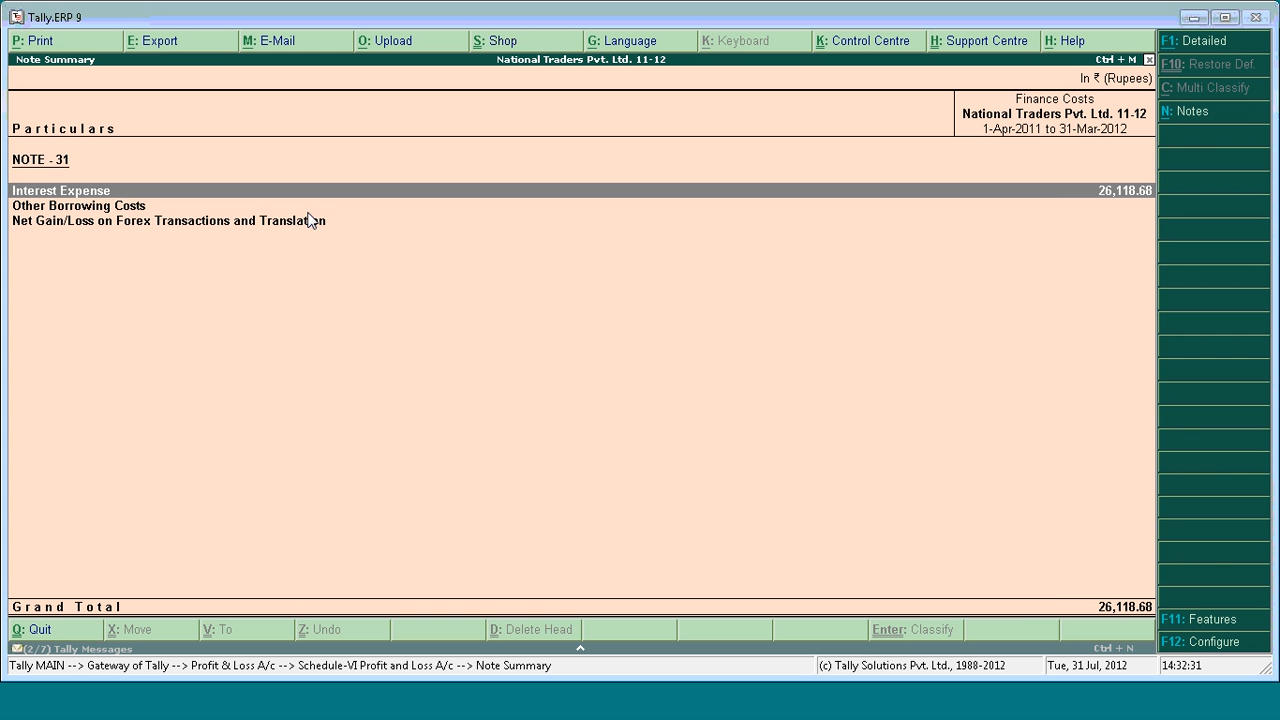 Tally.ERP 9
P: Print E: Export M: E-Mail O: Upload S: Shop G: Language K: Keyboard K: Control Centre H: Support Centre H: Help F1: Detailed
Note Summary National Traders Pvt. Ltd. 11-12 Ctrl + M
F10: Restore Def.
In ₹ (Rupees)
C: Multi Classify
Finance Costs
National Traders Pvt. Ltd. 11-12
N: Notes
Particulars 1-Apr-2011 to 31-Mar-2012
NOTE - 31
Interest Expense 26,118.68
Other Borrowing Costs
Net Gain/Loss on Forex Transactions and Translation
Grand Total 26,118.68
F11: Features
Q: Quit X: Move V: To Z: Undo D: Delete Head Enter: Classify
F12: Configure
(2/7) Tally Messages Ctrl + N
Tally MAIN --> Gateway of Tally --> Profit & Loss A/c --> Schedule-VI Profit and Loss A/c --> Note Summary (c) Tally Solutions Pvt. Ltd., 1988-2012 Tue, 31 Jul, 2012 14:32:31